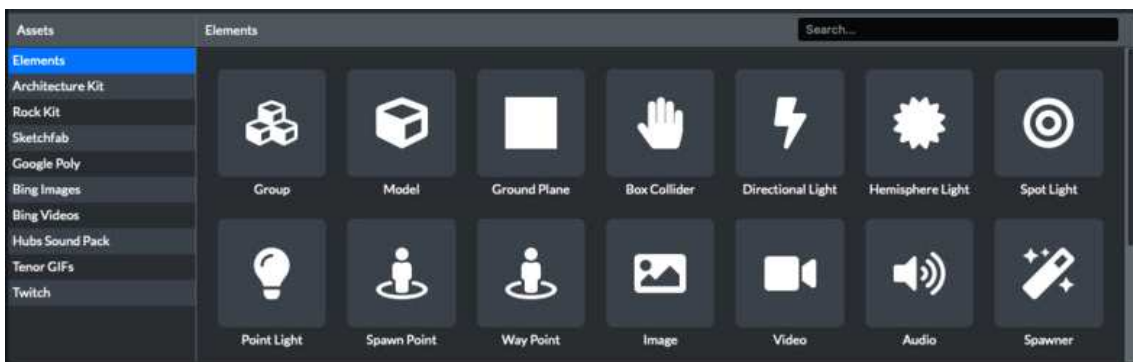 Assets
Elements
Search...
Elements
Architecture Kit
Rock Kit
Sketchfab
Google Poly
Bing Images
Bing Videos
Hubs Sound Pack
Tenor GIFs
Twitch
Group
Model
Ground Plane
Box Collider
Directional Light
Hemisphere Light
Spot Light
Point Light
Spawn Point
Way Point
Image
Video
Audio
Spawner